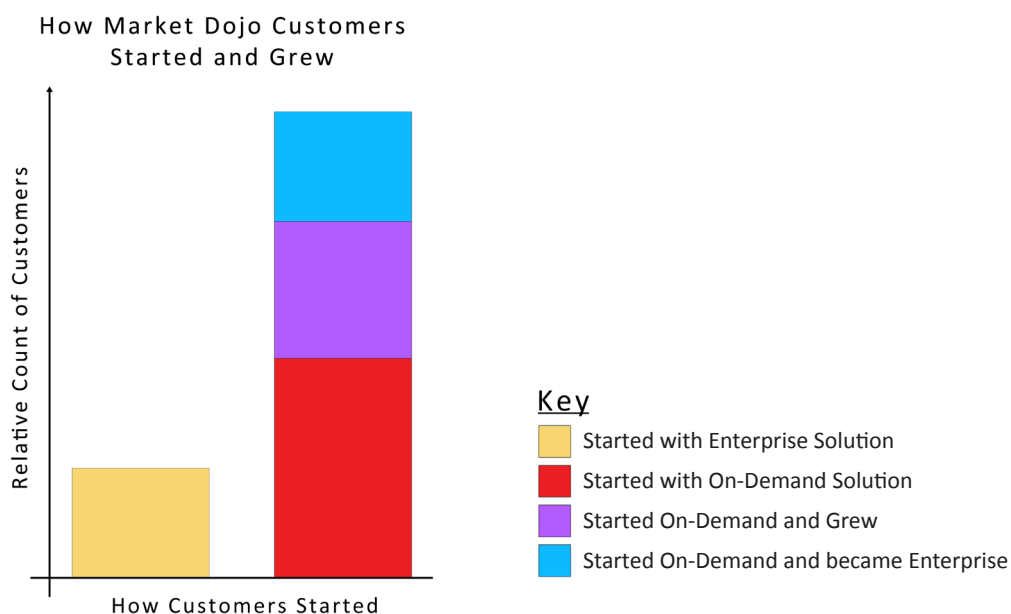 How Market Dojo Customers
Started and Grew
Relative Count of Customers
How Customers Started
Key
Started with Enterprise Solution
Started with On-Demand Solution
Started On-Demand and Grew
Started On-Demand and became Enterprise